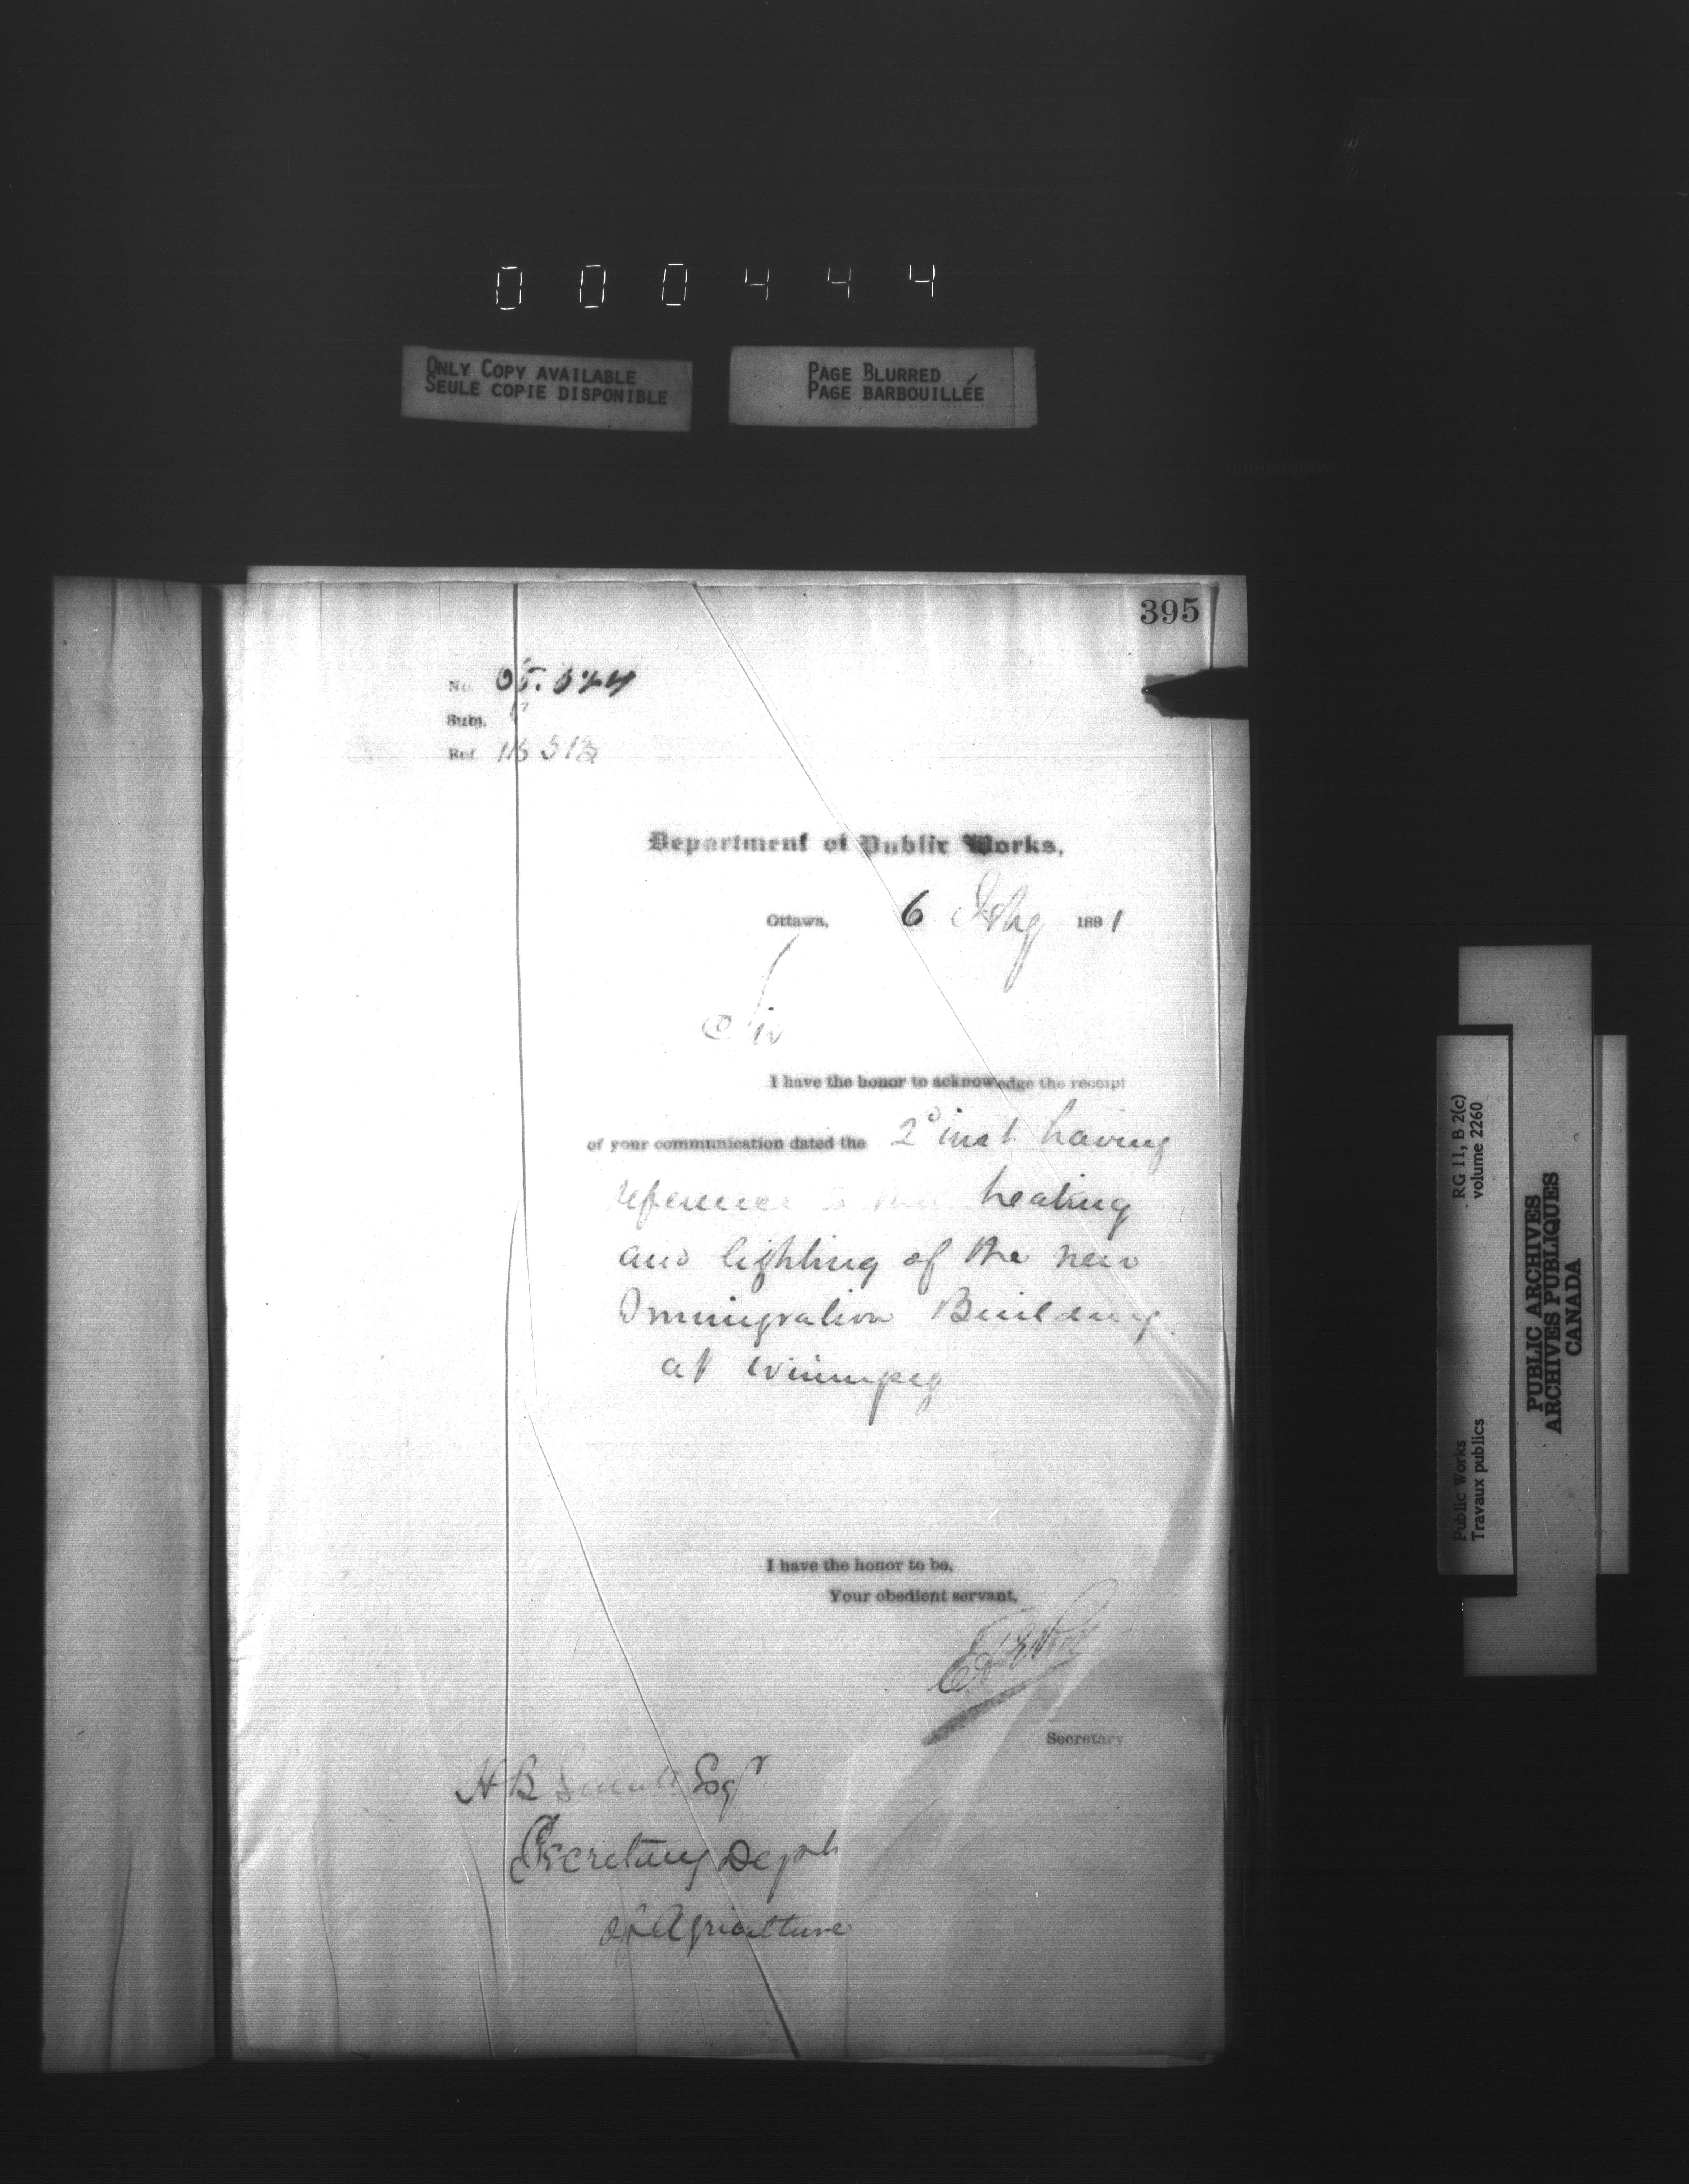 000444
ONLY COPY AVAILABLE
SEULE COPIE DISPONIBLE
PAGE BLURRED
PAGE BARBOUILLÉE
395
No.
Subj.
Ref.
Department of Public Works,
Ottawa, 6 Feby 1891
Sir
I have the honor to acknowledge the receipt
of your communication dated the 2d inst having
reference to the heating
and lighting of the new
Immigration Building
at Winnipeg
I have the honor to be,
Your obedient servant,
Secretary
H B Small Esqr
Secretary Dept
of Agriculture
RG 11, B 2(c)
volume 2260
Public Works
Travaux publics
PUBLIC ARCHIVES
ARCHIVES PUBLIQUES
CANADA